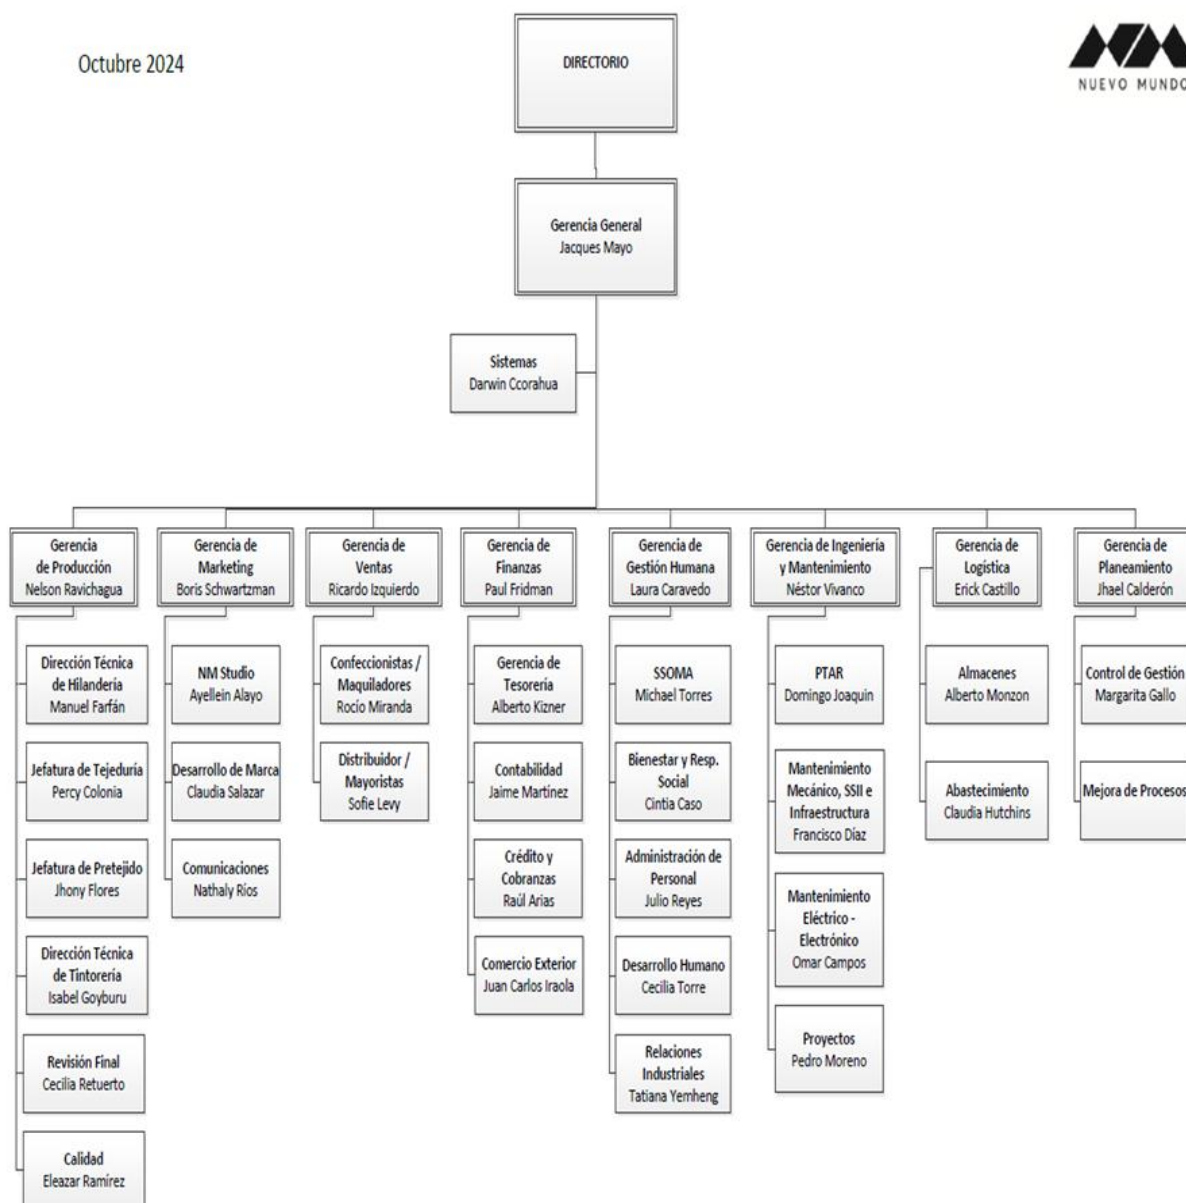 Octubre 2024
NUEVO MUNDO
DIRECTORIO
Gerencia General
Jacques Mayo
Sistemas
Darwin Ccorahua
Gerencia
de Producción
Nelson Ravichagua
Dirección Técnica
de Hilandería
Manuel Farfán
Jefatura de Tejeduría
Percy Colonia
Jefatura de Pretejido
Jhony Flores
Dirección Técnica
de Tintorería
Isabel Goyburu
Revisión Final
Cecilia Retuerto
Calidad
Eleazar Ramírez
Gerencia de
Marketing
Boris Schwartzman
NM Studio
Ayellein Alayo
Desarrollo de Marca
Claudia Salazar
Comunicaciones
Nathaly Ríos
Gerencia de
Ventas
Ricardo Izquierdo
Confeccionistas /
Maquiladores
Rocío Miranda
Distribuidor /
Mayoristas
Sofie Levy
Gerencia de
Finanzas
Paul Fridman
Gerencia de
Tesorería
Alberto Kizner
Contabilidad
Jaime Martínez
Crédito y
Cobranzas
Raúl Arias
Comercio Exterior
Juan Carlos Iraola
Gerencia de
Gestión Humana
Laura Caravedo
SSOMA
Michael Torres
Bienestar y Resp.
Social
Cintia Caso
Administración de
Personal
Julio Reyes
Desarrollo Humano
Cecilia Torre
Relaciones
Industriales
Tatiana Yemheng
Gerencia de Ingeniería
y Mantenimiento
Néstor Vivanco
PTAR
Domingo Joaquin
Mantenimiento
Mecánico, SSII e
Infraestructura
Francisco Díaz
Mantenimiento
Eléctrico -
Electrónico
Omar Campos
Proyectos
Pedro Moreno
Gerencia de
Logística
Erick Castillo
Almacenes
Alberto Monzon
Abastecimiento
Claudia Hutchins
Gerencia de
Planeamiento
Jhael Calderón
Control de Gestión
Margarita Gallo
Mejora de Procesos